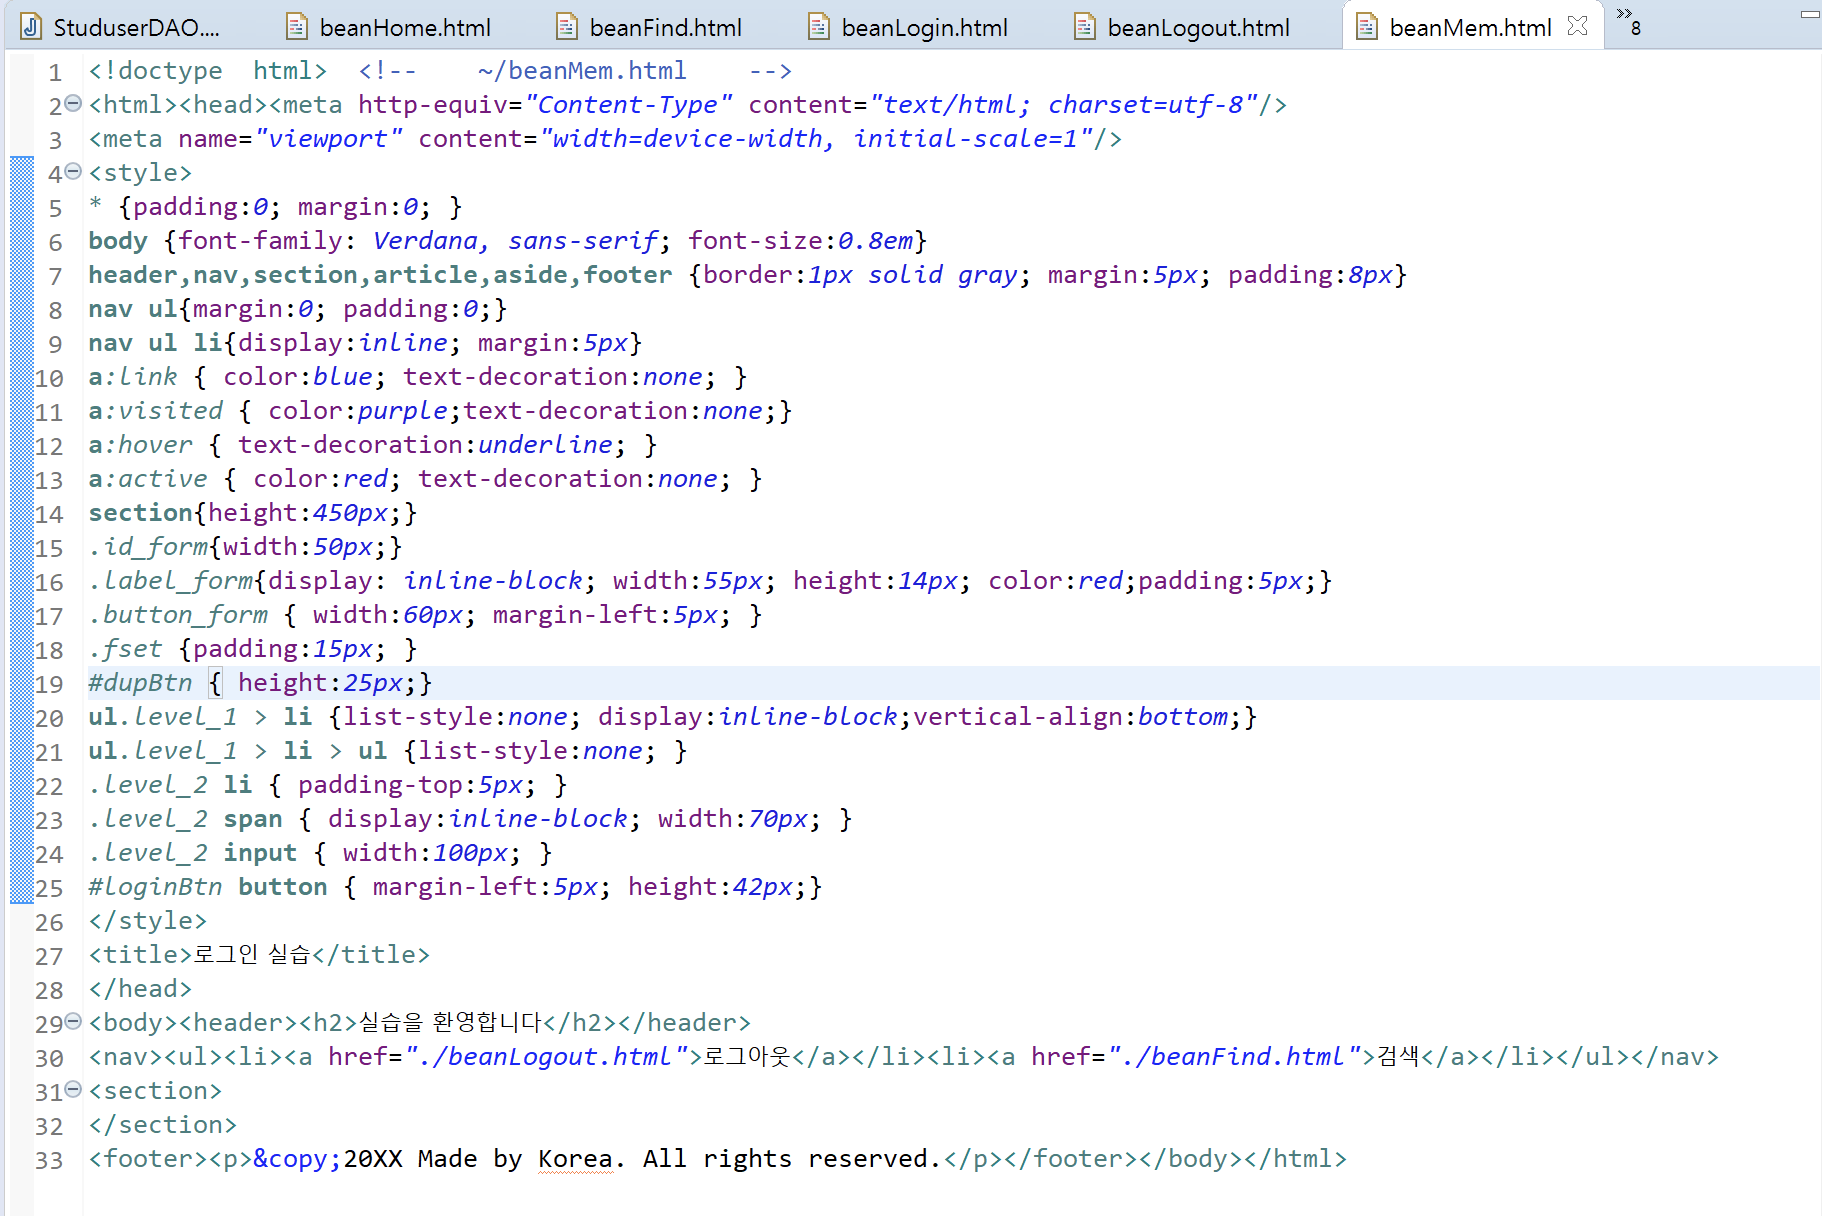 StuduserDAO.... beanHome.html beanFind.html beanLogin.html beanLogout.html beanMem.html »8
1 <!doctype  html>  <!--    ~/beanMem.html    -->
2 <html><head><meta http-equiv="Content-Type" content="text/html; charset=utf-8"/>
3 <meta name="viewport" content="width=device-width, initial-scale=1"/>
4 <style>
5 * {padding:0; margin:0; }
6 body {font-family: Verdana, sans-serif; font-size:0.8em}
7 header,nav,section,article,aside,footer {border:1px solid gray; margin:5px; padding:8px}
8 nav ul{margin:0; padding:0;}
9 nav ul li{display:inline; margin:5px}
10 a:link { color:blue; text-decoration:none; }
11 a:visited { color:purple;text-decoration:none;}
12 a:hover { text-decoration:underline; }
13 a:active { color:red; text-decoration:none; }
14 section{height:450px;}
15 .id_form{width:50px;}
16 .label_form{display: inline-block; width:55px; height:14px; color:red;padding:5px;}
17 .button_form { width:60px; margin-left:5px; }
18 .fset {padding:15px; }
19 #dupBtn { height:25px;}
20 ul.level_1 > li {list-style:none; display:inline-block;vertical-align:bottom;}
21 ul.level_1 > li > ul {list-style:none; }
22 .level_2 li { padding-top:5px; }
23 .level_2 span { display:inline-block; width:70px; }
24 .level_2 input { width:100px; }
25 #loginBtn button { margin-left:5px; height:42px;}
26 </style>
27 <title>로그인 실습</title>
28 </head>
29 <body><header><h2>실습을 환영합니다</h2></header>
30 <nav><ul><li><a href="./beanLogout.html">로그아웃</a></li><li><a href="./beanFind.html">검색</a></li></ul></nav>
31 <section>
32 </section>
33 <footer><p>&copy;20XX Made by Korea. All rights reserved.</p></footer></body></html>